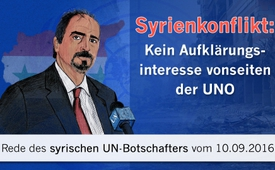 Syrienkonflikt:
Kein Aufklärungs-
interesse vonseiten
der UNO
Rede des syrischen UN-Botschafters vom 10.09.2016